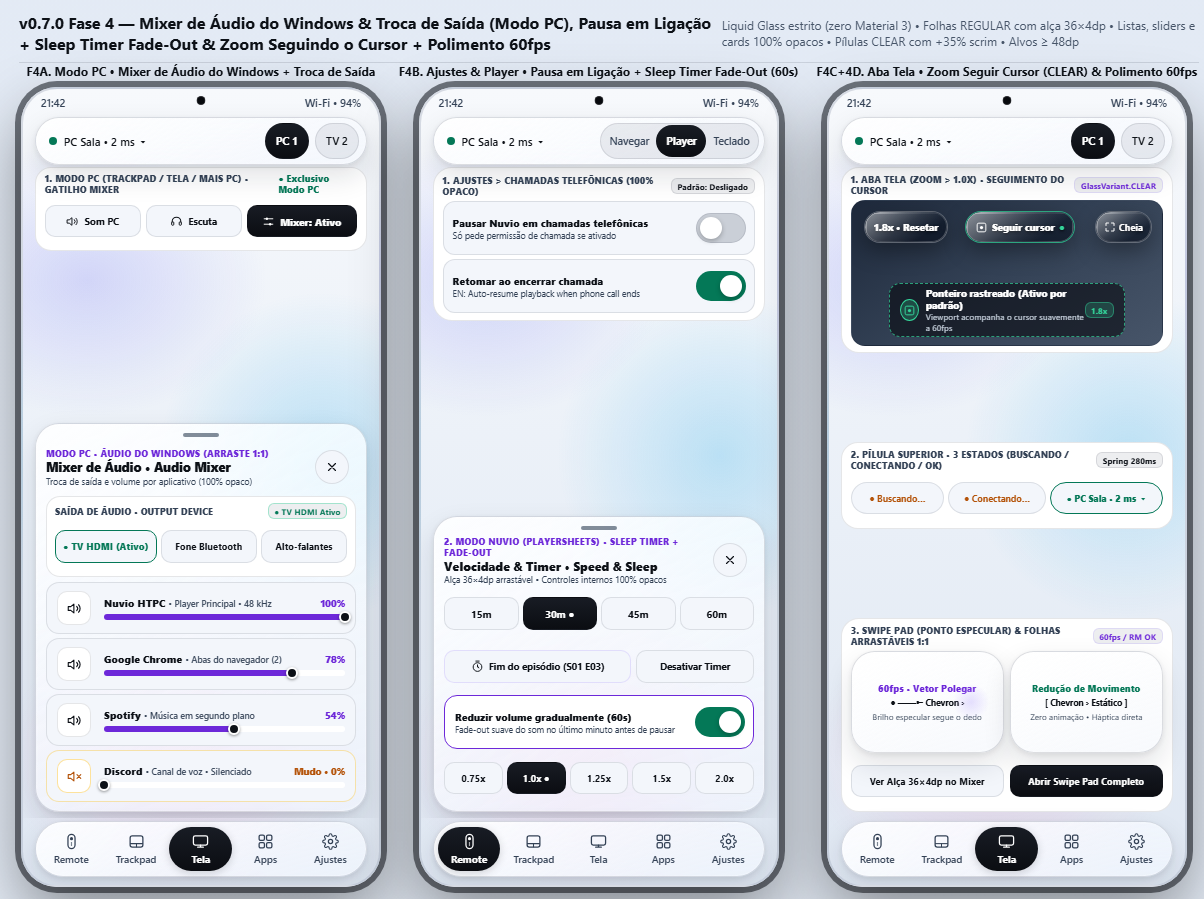 v0.7.0 Fase 4 — Mixer de Áudio do Windows & Troca de Saída (Modo PC), Pausa em Ligação
+ Sleep Timer Fade-Out & Zoom Seguindo o Cursor + Polimento 60fps
Liquid Glass estrito (zero Material 3) • Folhas REGULAR com alça 36×4dp • Listas, sliders e
cards 100% opacos • Pílulas CLEAR com +35% scrim • Alvos ≥ 48dp
F4A. Modo PC • Mixer de Áudio do Windows + Troca de Saída
21:42
Wi-Fi • 94%
PC Sala • 2 ms
PC 1
TV 2
1. MODO PC (TRACKPAD / TELA / MAIS PC) •
GATILHO MIXER
• Exclusivo
Modo PC
Som PC
Escuta
Mixer: Ativo
MODO PC • ÁUDIO DO WINDOWS (ARRASTE 1:1)
Mixer de Áudio • Audio Mixer
Troca de saída e volume por aplicativo (100% opaco)
SAÍDA DE ÁUDIO • OUTPUT DEVICE
• TV HDMI Ativo
• TV HDMI (Ativo)
Fone Bluetooth
Alto-falantes
Nuvio HTPC • Player Principal • 48 kHz
100%
Google Chrome • Abas do navegador (2)
78%
Spotify • Música em segundo plano
54%
Discord • Canal de voz • Silenciado
Mudo • 0%
Remote
Trackpad
Tela
Apps
Ajustes
F4B. Ajustes & Player • Pausa em Ligação + Sleep Timer Fade-Out (60s)
21:42
Wi-Fi • 94%
PC Sala • 2 ms
Navegar
Player
Teclado
1. AJUSTES > CHAMADAS TELEFÔNICAS (100%
OPACO)
Padrão: Desligado
Pausar Nuvio em chamadas telefônicas
Só pede permissão de chamada se ativado
Retomar ao encerrar chamada
EN: Auto-resume playback when phone call ends
2. MODO NUVIO (PLAYERSHEETS) • SLEEP TIMER +
FADE-OUT
Velocidade & Timer • Speed & Sleep
Alça 36×4dp arrastável • Controles internos 100% opacos
15m
30m •
45m
60m
Fim do episódio (S01 E03)
Desativar Timer
Reduzir volume gradualmente (60s)
Fade-out suave do som no último minuto antes de pausar
0.75x
1.0x •
1.25x
1.5x
2.0x
Remote
Trackpad
Tela
Apps
Ajustes
F4C+4D. Aba Tela • Zoom Seguir Cursor (CLEAR) & Polimento 60fps
21:42
Wi-Fi • 94%
PC Sala • 2 ms
PC 1
TV 2
1. ABA TELA (ZOOM > 1.0X) • SEGUIMENTO DO
CURSOR
GlassVariant.CLEAR
1.8x • Resetar
Seguir cursor •
Cheia
Ponteiro rastreado (Ativo por
padrão)
Viewport acompanha o cursor suavemente
a 60fps
1.8x
2. PÍLULA SUPERIOR • 3 ESTADOS (BUSCANDO /
CONECTANDO / OK)
Spring 280ms
• Buscando...
• Conectando...
• PC Sala • 2 ms
3. SWIPE PAD (PONTO ESPECULAR) & FOLHAS
ARRASTÁVEIS 1:1
60fps / RM OK
60fps • Vetor Polegar
Chevron ›
Brilho especular segue o dedo
Redução de Movimento
[ Chevron › Estático ]
Zero animação • Háptica direta
Ver Alça 36×4dp no Mixer
Abrir Swipe Pad Completo
Remote
Trackpad
Tela
Apps
Ajustes